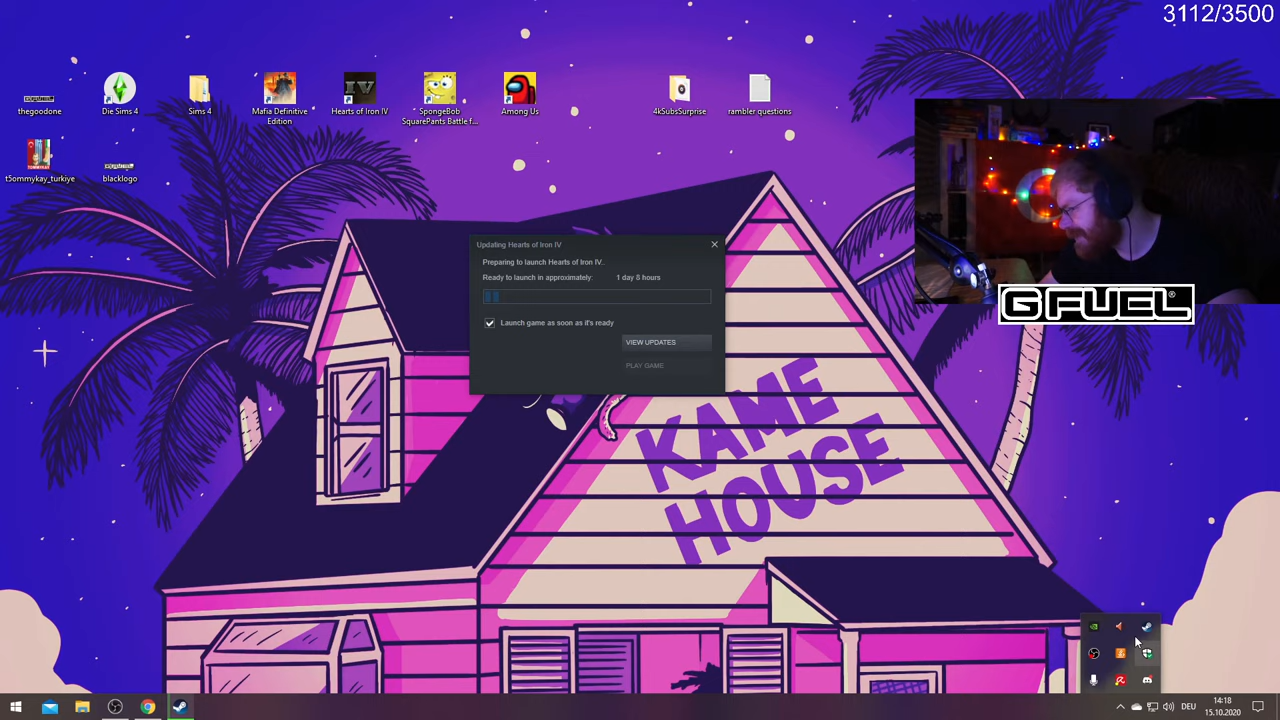 3112/3500
thegoodone
Die Sims 4
Sims 4
Mafia Definitive
Edition
Hearts of Iron IV
SpongeBob
SquarePants Battle f...
Among Us
4kSubsSurprise
rambler questions
t5ommykay_turkiye
blacklogo
Updating Hearts of Iron IV
Preparing to launch Hearts of Iron IV..
Ready to launch in approximately: 1 day 8 hours
Launch game as soon as it's ready
VIEW UPDATES
PLAY GAME
G FUEL®
KAME
HOUSE
DEU
14:18
15.10.2020